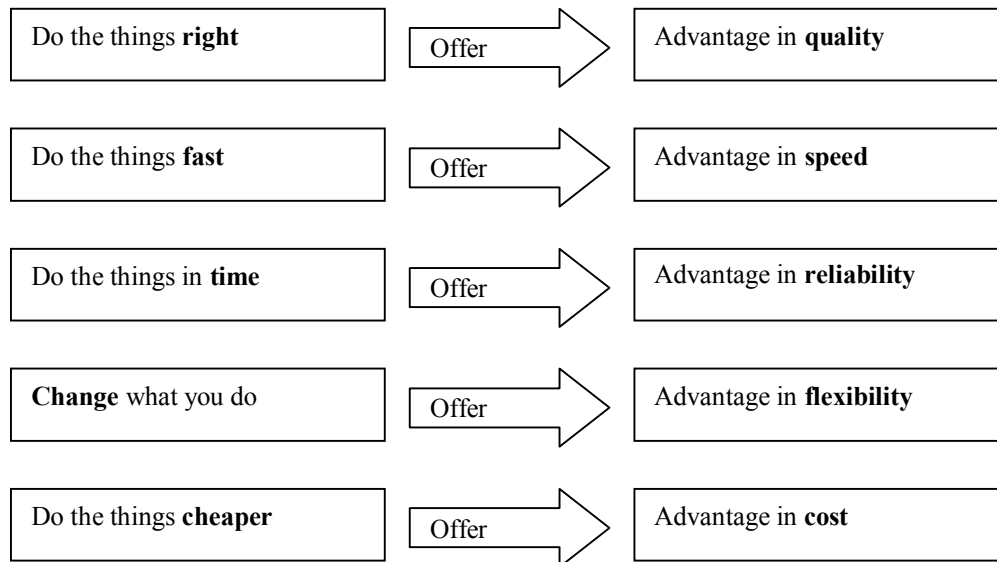 Do the things right
Offer
Advantage in quality
Do the things fast
Offer
Advantage in speed
Do the things in time
Offer
Advantage in reliability
Change what you do
Offer
Advantage in flexibility
Do the things cheaper
Offer
Advantage in cost